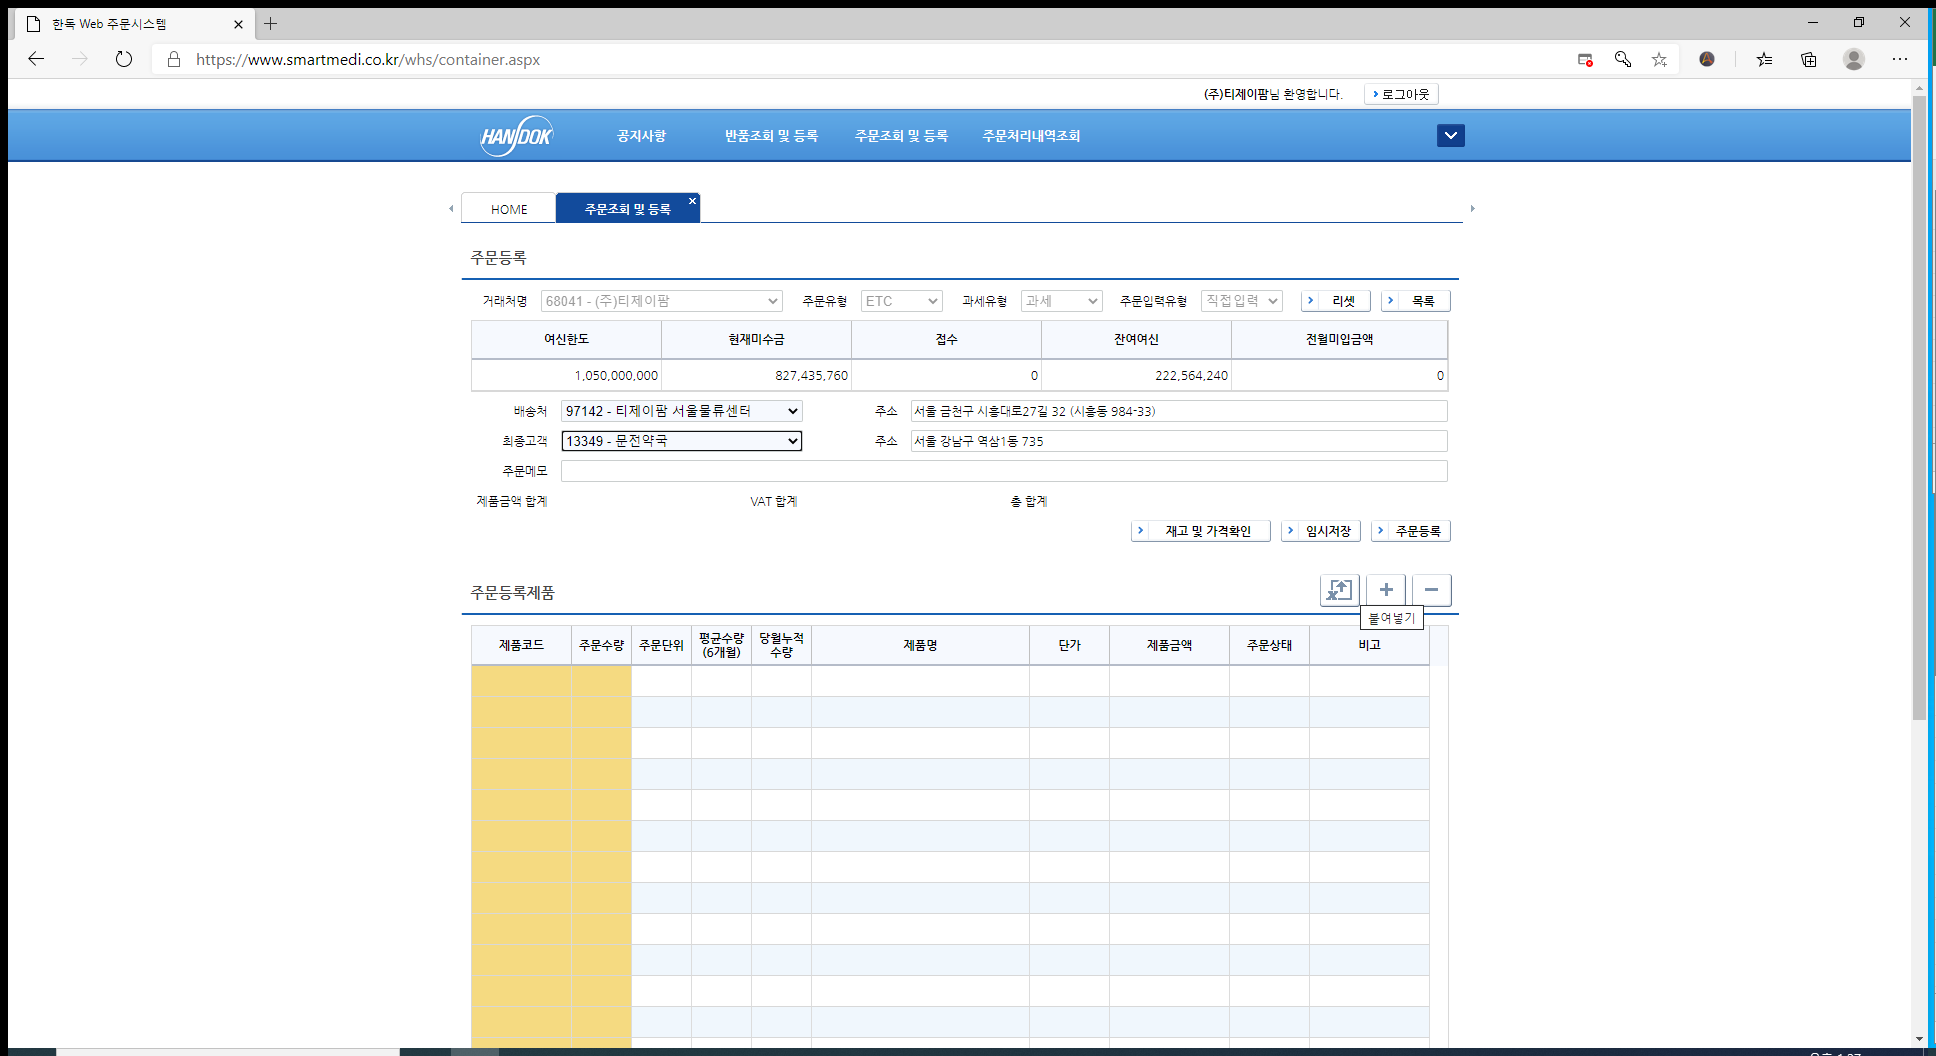 한독 Web 주문시스템
https://www.smartmedi.co.kr/whs/container.aspx
(주)티제이팜님 환영합니다.
로그아웃
HANDOK
공지사항
반품조회 및 등록
주문조회 및 등록
주문처리내역조회
HOME
주문조회 및 등록
주문등록
거래처명
68041 - (주)티제이팜
주문유형
ETC
과세유형
과세
주문입력유형
직접입력
리셋
목록
여신한도
현재미수금
접수
잔여여신
전월미입금액
1,050,000,000
827,435,760
0
222,564,240
0
배송처
97142 - 티제이팜 서울물류센터
주소
서울 금천구 시흥대로27길 32 (시흥동 984-33)
최종고객
13349 - 문전약국
주소
서울 강남구 역삼1동 735
주문메모
제품금액 합계
VAT 합계
총 합계
재고 및 가격확인
임시저장
주문등록
주문등록제품
붙여넣기
제품코드
주문수량
주문단위
평균수량
(6개월)
당월누적
수량
제품명
단가
제품금액
주문상태
비고